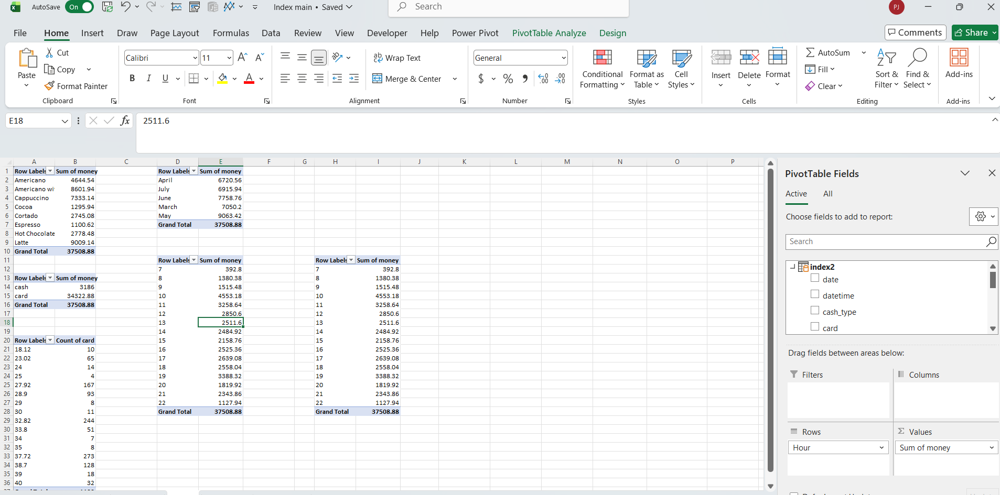 AutoSave On Index main • Saved Search PJ
File Home Insert Draw Page Layout Formulas Data Review View Developer Help Power Pivot PivotTable Analyze Design Comments Share
Paste Cut
Copy
Format Painter
Clipboard
Calibri 11
B I U A
Font
ab Wrap Text
Merge & Center
Alignment
General
$ % 9 .00 .00
Number
Conditional Formatting
Format as Table
Cell Styles
Styles
Insert Delete Format
Cells
AutoSum
Fill
Clear
Sort & Filter
Find & Select
Editing
Add-ins
Add-ins
E18 fx 2511.6
A B C D E F G H I J K L M N O P
1 Row Labels Sum of money Row Labels Sum of money
2 Americano 4644.54 April 6720.56
3 Americano wi 8601.94 July 6915.94
4 Cappuccino 7333.14 June 7758.76
5 Cocoa 1295.94 March 7050.2
6 Cortado 2745.08 May 9063.42
7 Espresso 1100.62 Grand Total 37508.88
8 Hot Chocolate 2778.48
9 Latte 9009.14
10 Grand Total 37508.88
11 Row Labels Sum of money Row Labels Sum of money
12 7 392.8 7 392.8
13 Row Labels Sum of money 8 1380.38 8 1380.38
14 cash 3186 9 1515.48 9 1515.48
15 card 34322.88 10 4553.18 10 4553.18
16 Grand Total 37508.88 11 3258.64 11 3258.64
17 12 2850.6 12 2850.6
18 13 2511.6 13 2511.6
19 14 2484.92 14 2484.92
20 Row Labels Count of card 15 2158.76 15 2158.76
21 18.12 10 16 2525.36 16 2525.36
22 23.02 65 17 2639.08 17 2639.08
23 24 14 18 2558.04 18 2558.04
24 25 4 19 3388.32 19 3388.32
25 27.92 167 20 1819.92 20 1819.92
26 28.9 93 21 2343.86 21 2343.86
27 29 8 22 1127.94 22 1127.94
28 30 11 Grand Total 37508.88 Grand Total 37508.88
29 32.82 244
30 33.8 51
31 34 7
32 35 8
33 37.72 273
34 38.7 128
35 39 18
36 40 32
PivotTable Fields
Active All
Choose fields to add to report:
Search
index2
date
datetime
cash_type
card
Drag fields between areas below:
Filters Columns
Rows Values
Hour Sum of money